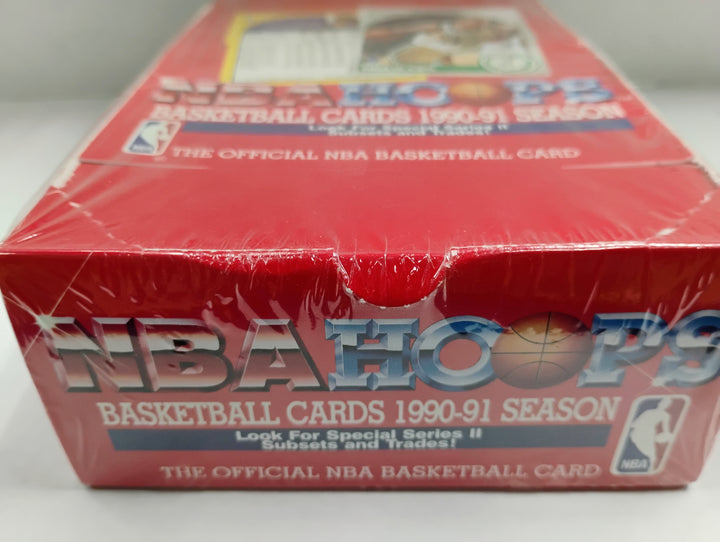 NBA HOOPS
BASKETBALL CARDS 1990-91 SEASON
Look For Special Series II
Subsets and Trades!
THE OFFICIAL NBA BASKETBALL CARD
NBA HOOPS
BASKETBALL CARDS 1990-91 SEASON
Look For Special Series II
Subsets and Trades!
NBA
THE OFFICIAL NBA BASKETBALL CARD